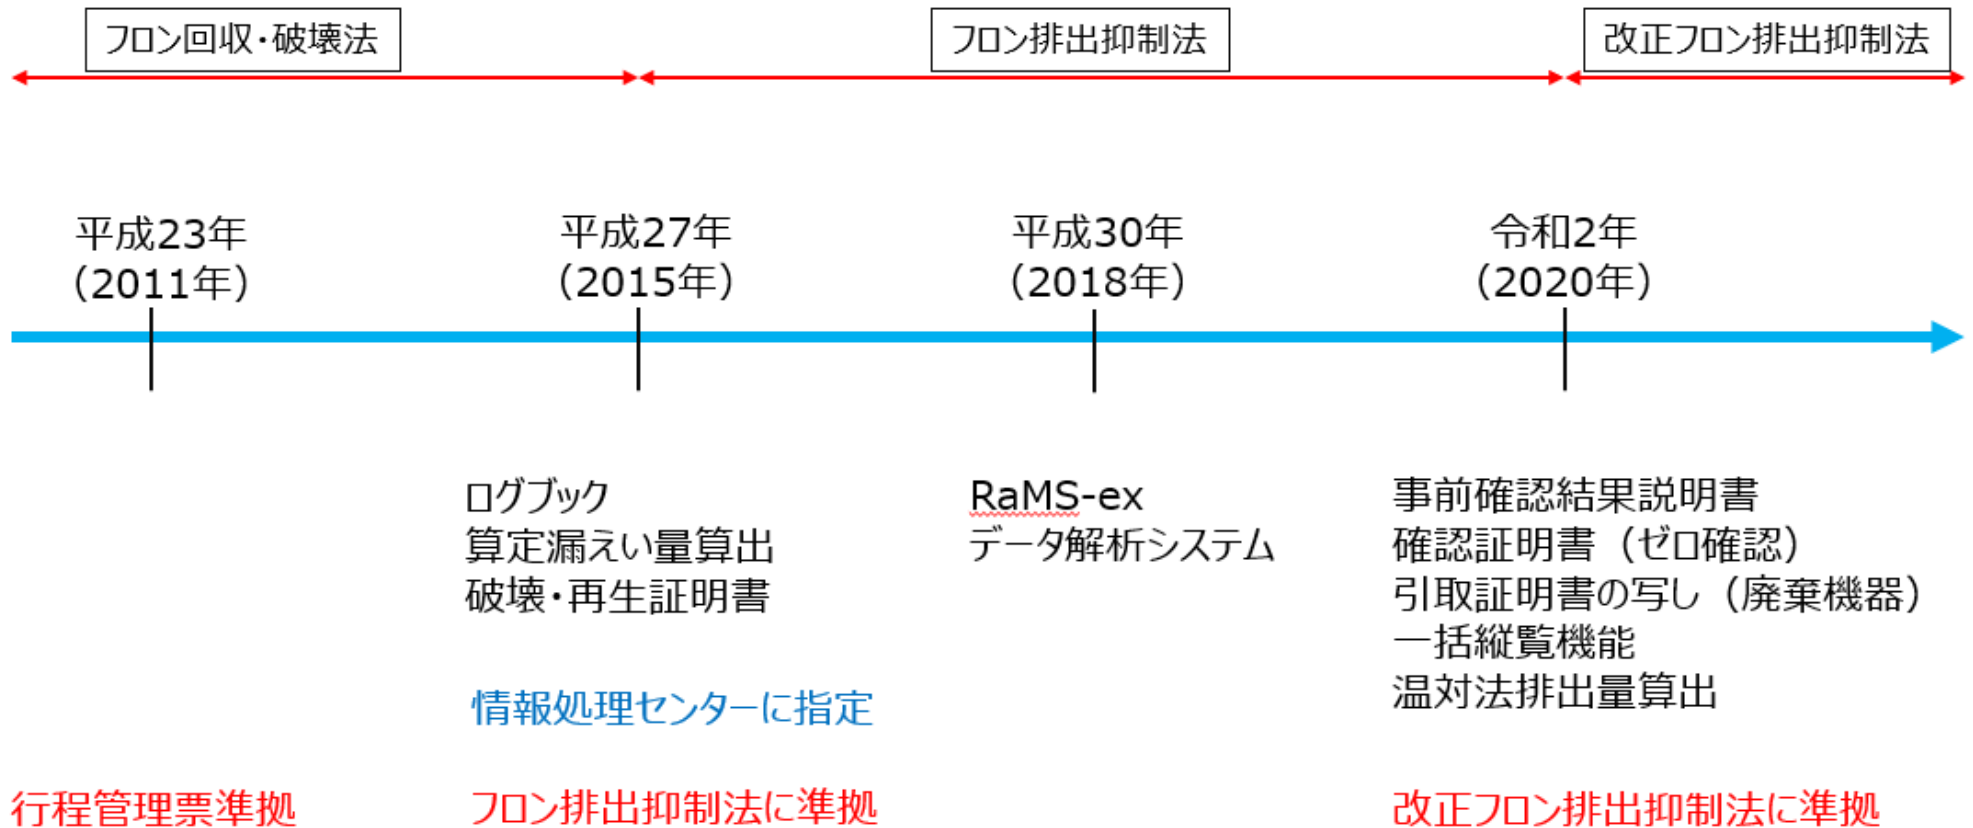 フロン回収・破壊法
フロン排出抑制法
改正フロン排出抑制法
平成23年
（2011年）
平成27年
（2015年）
平成30年
（2018年）
令和2年
（2020年）
ログブック
算定漏えい量算出
破壊・再生証明書
情報処理センターに指定
RaMS-ex
データ解析システム
事前確認結果説明書
確認証明書（ゼロ確認）
引取証明書の写し（廃棄機器）
一括縦覧機能
温対法排出量算出
行程管理票準拠
フロン排出抑制法に準拠
改正フロン排出抑制法に準拠